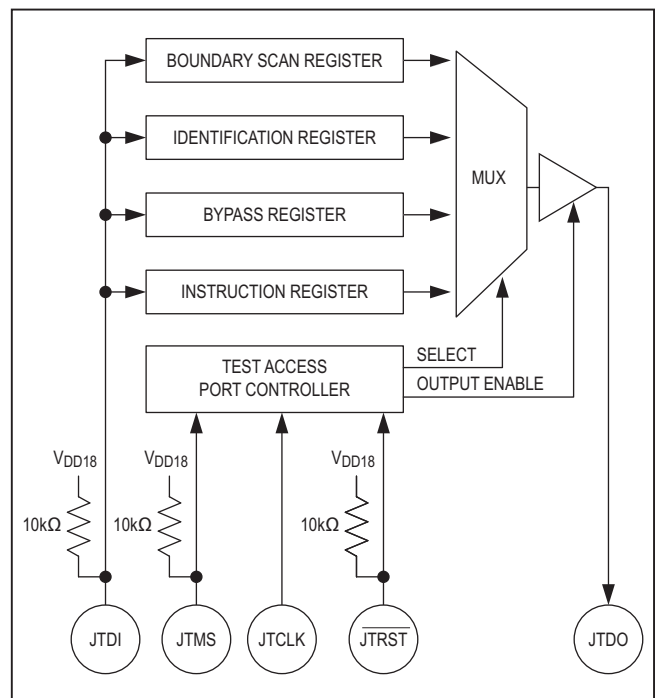 BOUNDARY SCAN REGISTER
IDENTIFICATION REGISTER
MUX
BYPASS REGISTER
INSTRUCTION REGISTER
TEST ACCESS
PORT CONTROLLER
SELECT
OUTPUT ENABLE
VDD18
VDD18
VDD18
10kΩ
10kΩ
10kΩ
JTDI
JTMS
JTCLK
JTRST
JTDO